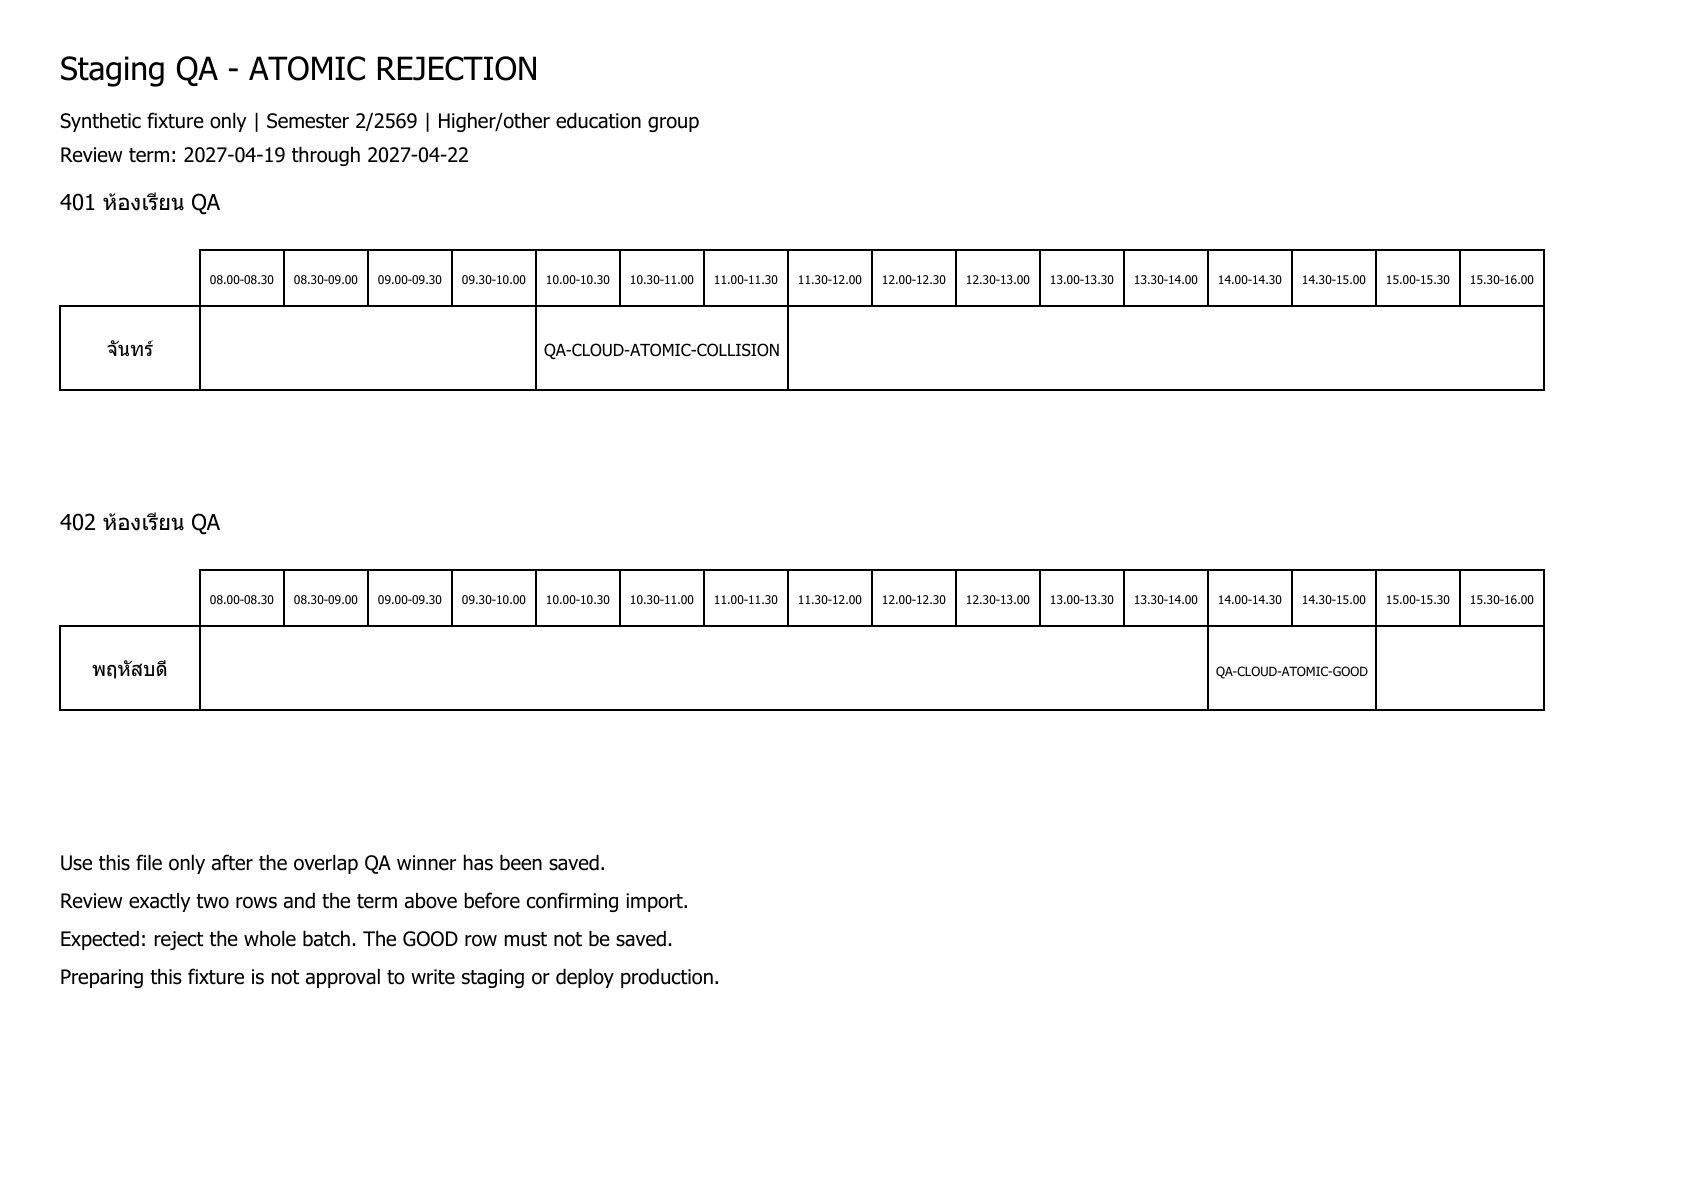 Staging QA - ATOMIC REJECTION
Synthetic fixture only | Semester 2/2569 | Higher/other education group
Review term: 2027-04-19 through 2027-04-22
401 ห้องเรียน QA
08.00-08.30 08.30-09.00 09.00-09.30 09.30-10.00 10.00-10.30 10.30-11.00 11.00-11.30 11.30-12.00 12.00-12.30 12.30-13.00 13.00-13.30 13.30-14.00 14.00-14.30 14.30-15.00 15.00-15.30 15.30-16.00
จันทร์ QA-CLOUD-ATOMIC-COLLISION
402 ห้องเรียน QA
08.00-08.30 08.30-09.00 09.00-09.30 09.30-10.00 10.00-10.30 10.30-11.00 11.00-11.30 11.30-12.00 12.00-12.30 12.30-13.00 13.00-13.30 13.30-14.00 14.00-14.30 14.30-15.00 15.00-15.30 15.30-16.00
พฤหัสบดี QA-CLOUD-ATOMIC-GOOD
Use this file only after the overlap QA winner has been saved.
Review exactly two rows and the term above before confirming import.
Expected: reject the whole batch. The GOOD row must not be saved.
Preparing this fixture is not approval to write staging or deploy production.